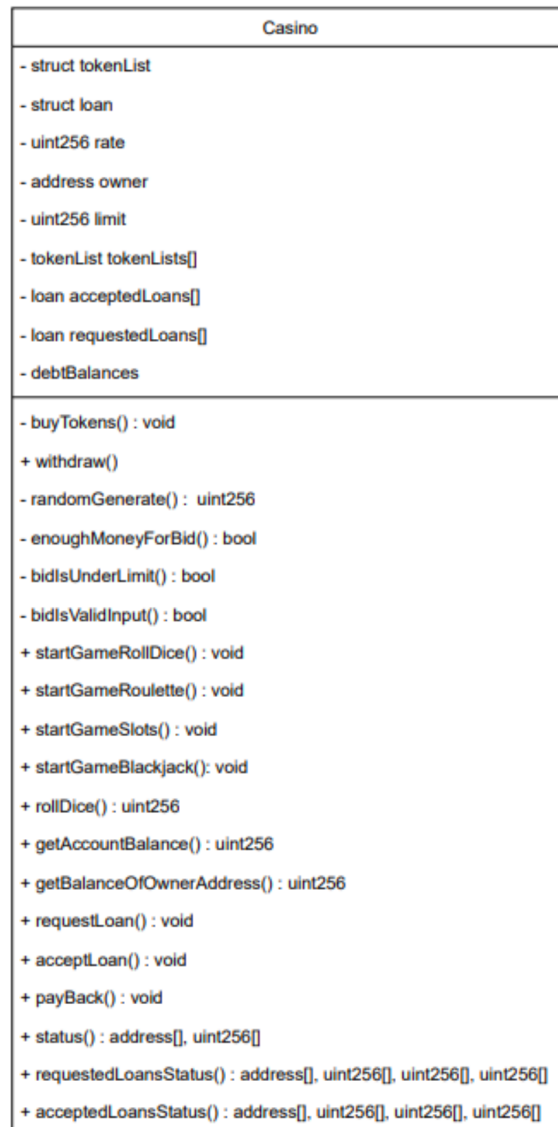 Casino
- struct tokenList
- struct loan
- uint256 rate
- address owner
- uint256 limit
- tokenList tokenLists[]
- loan acceptedLoans[]
- loan requestedLoans[]
- debtBalances
- buyTokens() : void
+ withdraw()
- randomGenerate() :  uint256
- enoughMoneyForBid() : bool
- bidIsUnderLimit() : bool
- bidIsValidInput() : bool
+ startGameRollDice() : void
+ startGameRoulette() : void
+ startGameSlots() : void
+ startGameBlackjack(): void
+ rollDice() : uint256
+ getAccountBalance() : uint256
+ getBalanceOfOwnerAddress() : uint256
+ requestLoan() : void
+ acceptLoan() : void
+ payBack() : void
+ status() : address[], uint256[]
+ requestedLoansStatus() : address[], uint256[], uint256[], uint256[]
+ acceptedLoansStatus() : address[], uint256[], uint256[], uint256[]